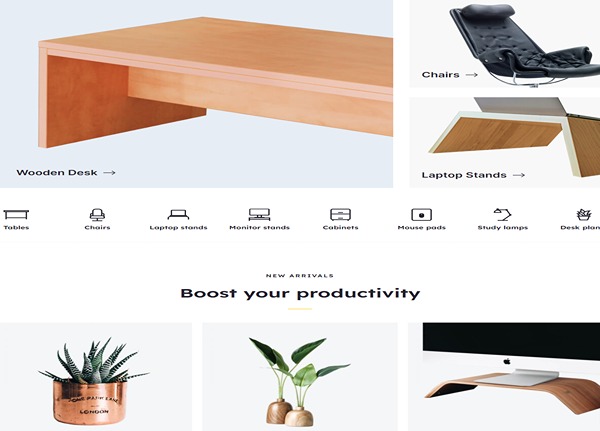 Chairs →
Wooden Desk →
Laptop Stands →
Tables
Chairs
Laptop stands
Monitor stands
Cabinets
Mouse pads
Study lamps
Desk plan
NEW ARRIVALS
Boost your productivity
LONDON